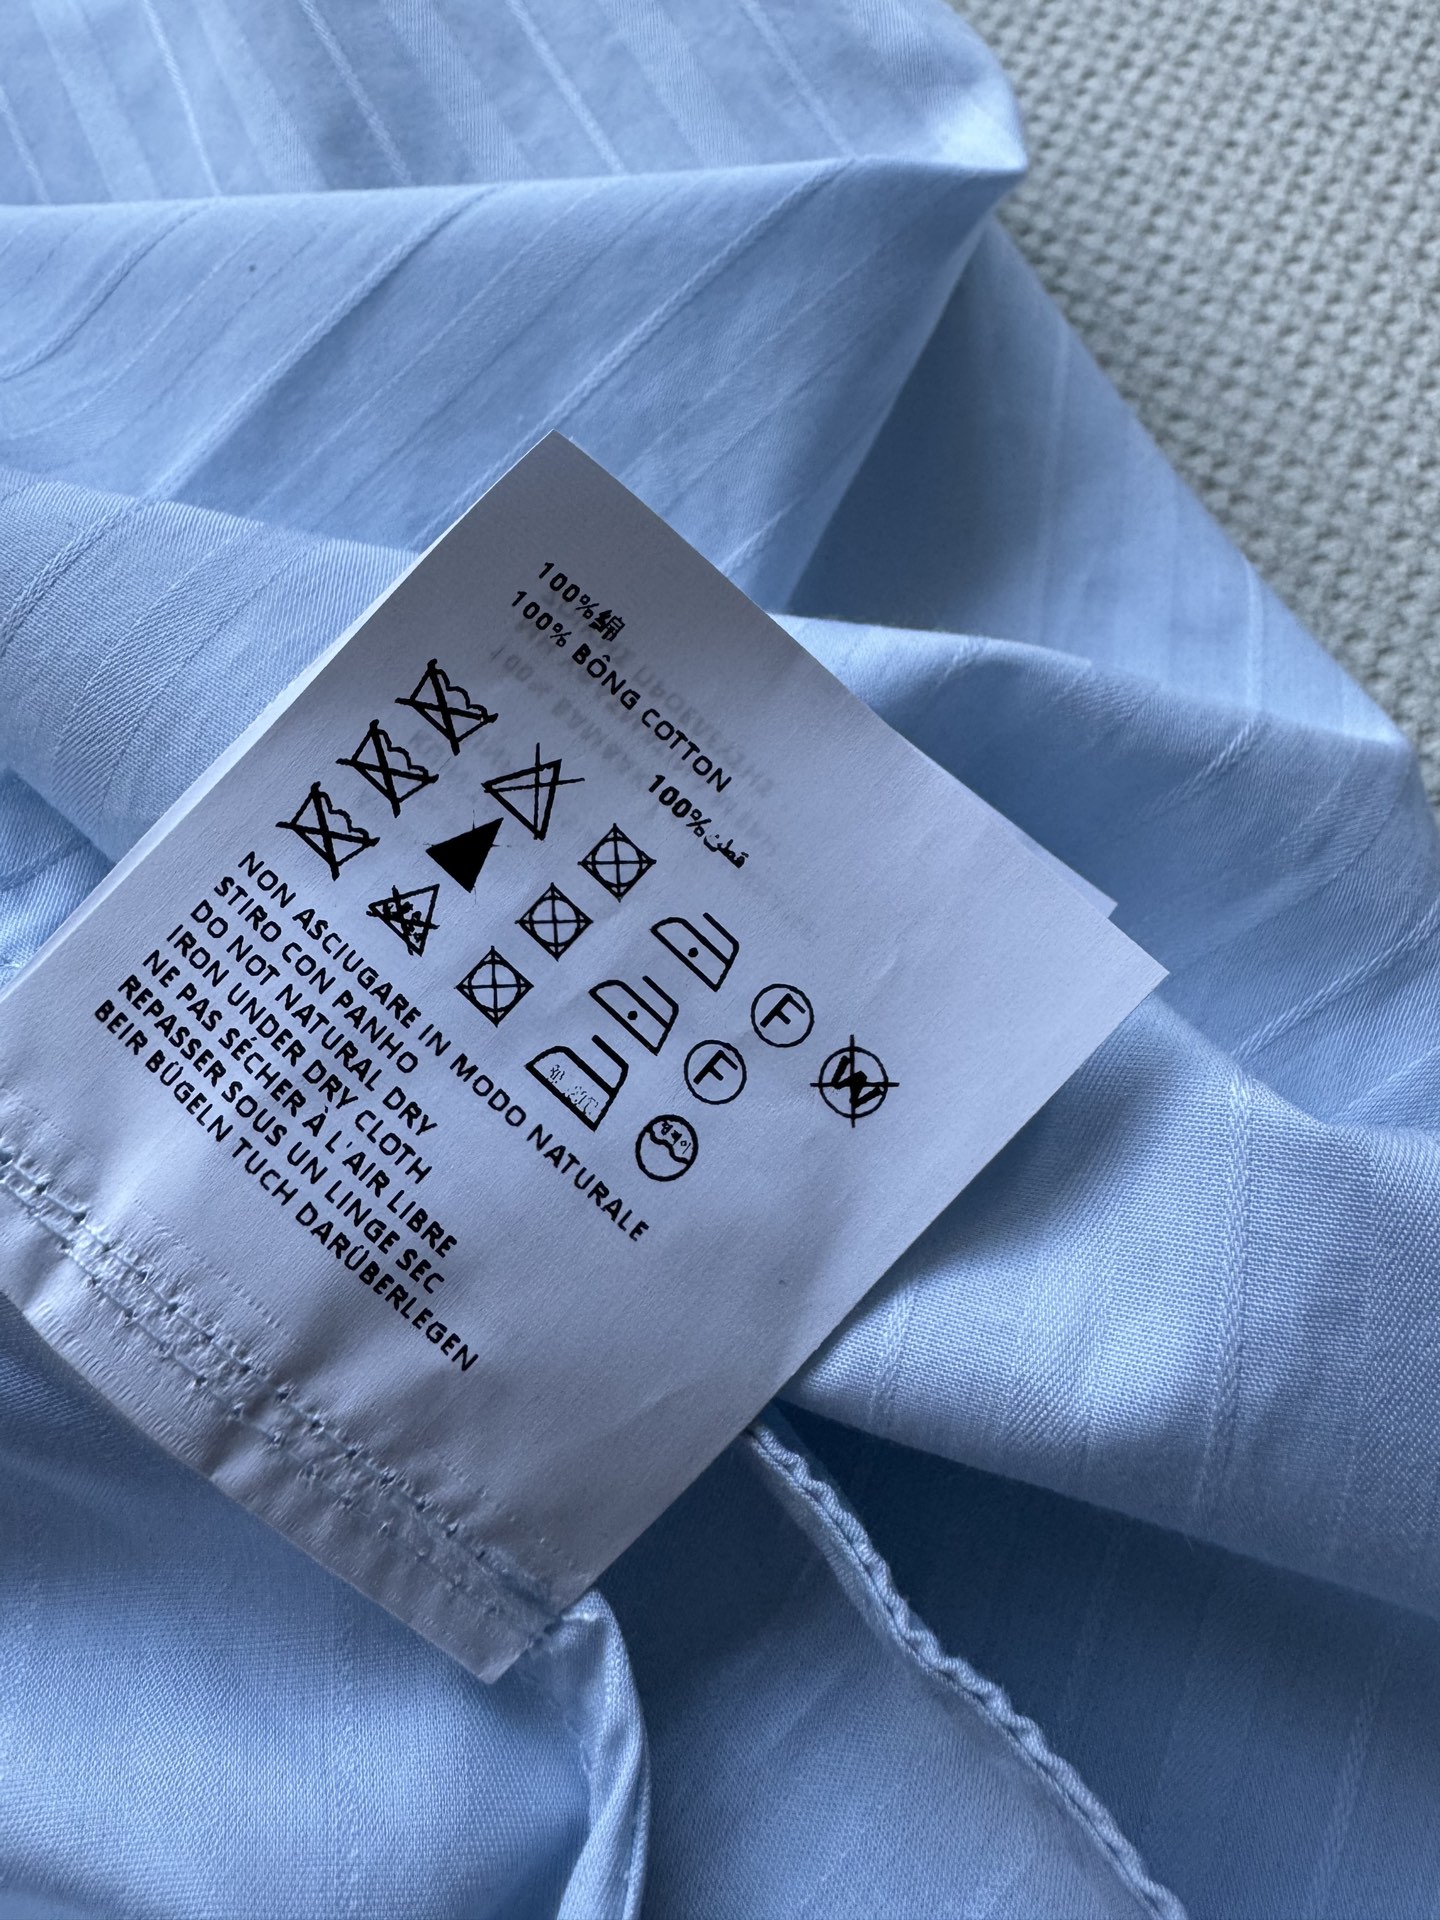 100%綿
100% BÔNG COTTON
100%قطن
F
F
W
NON ASCIUGARE IN MODO NATURALE
STIRO CON PANHO
DO NOT NATURAL DRY
IRON UNDER DRY CLOTH
NE PAS SÉCHER À L'AIR LIBRE
REPASSER SOUS UN LINGE SEC
BEIR BÜGELN TUCH DARÜBERLEGEN